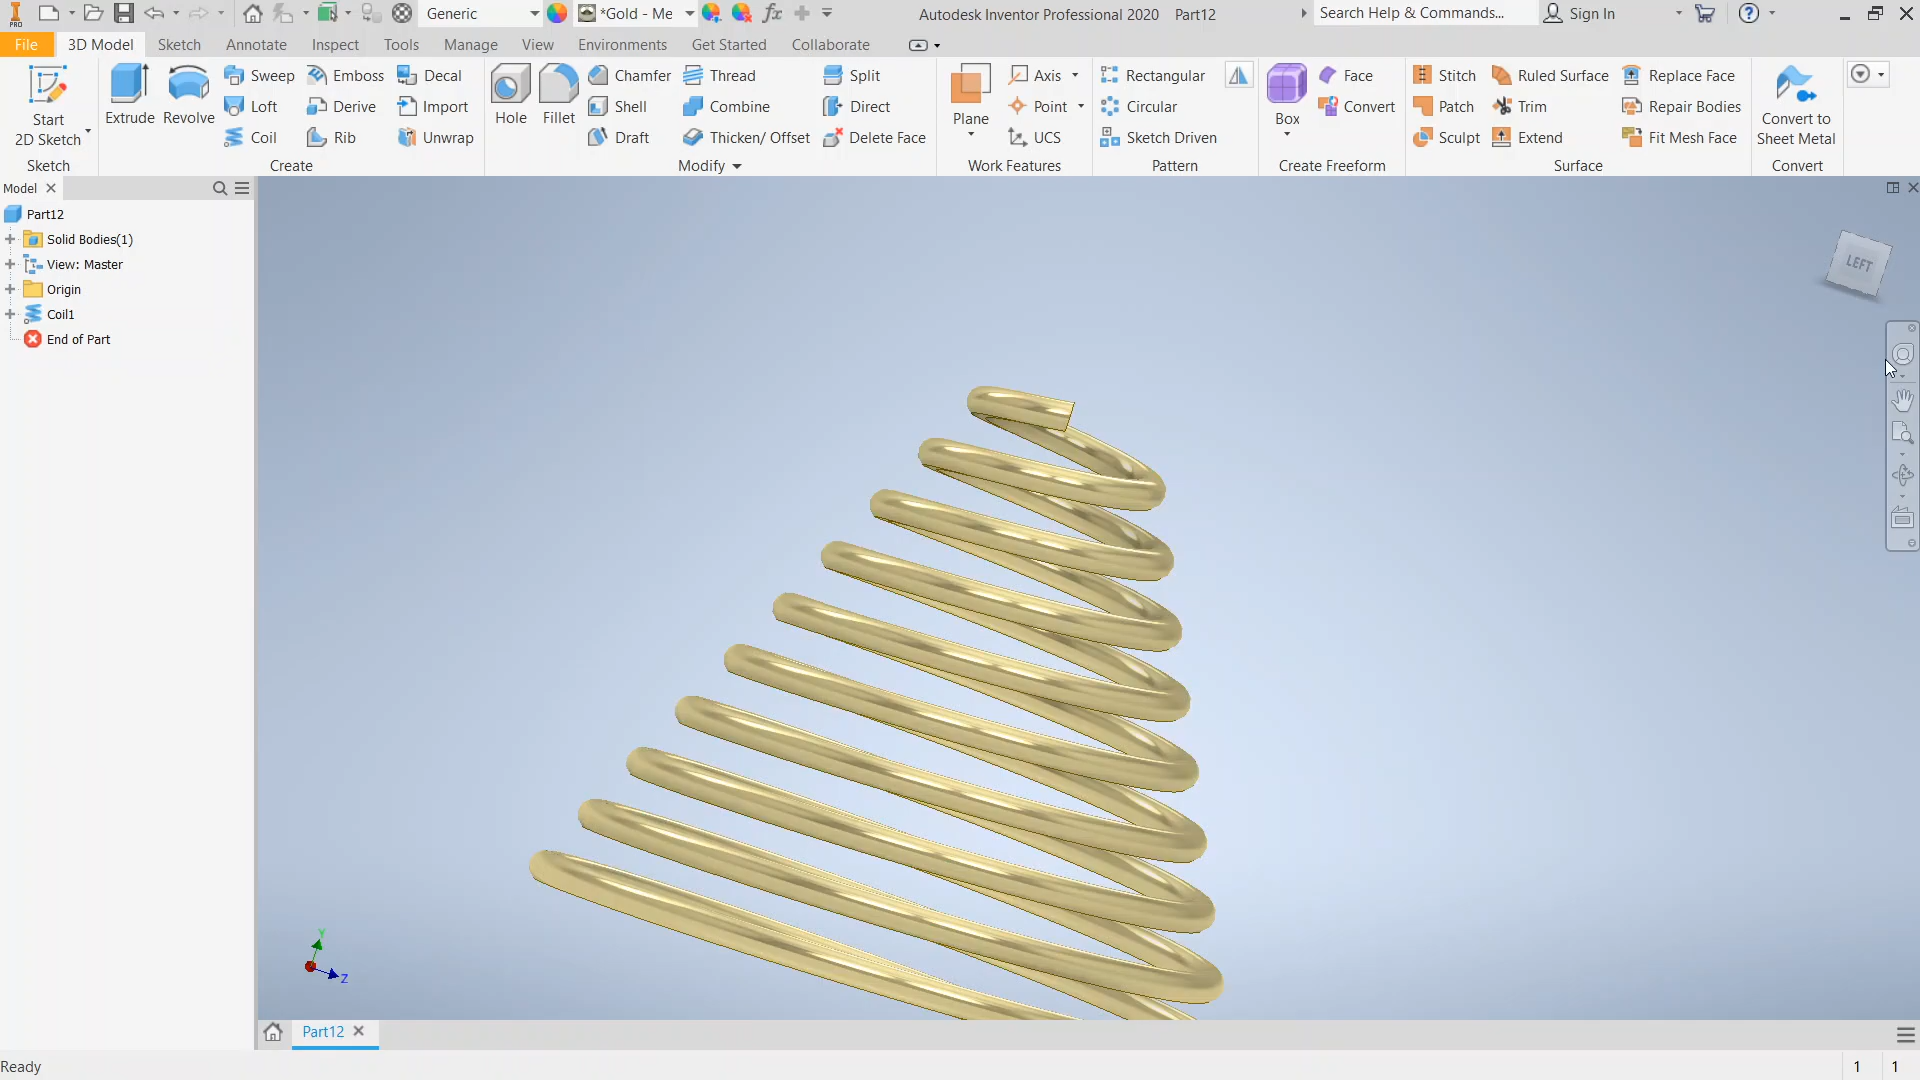 PRO
Generic
*Gold - Me
fx
Autodesk Inventor Professional 2020 Part12
Search Help & Commands...
Sign In
File
3D Model
Sketch
Annotate
Inspect
Tools
Manage
View
Environments
Get Started
Collaborate
Start
2D Sketch
Sketch
Extrude
Revolve
Sweep
Loft
Coil
Emboss
Derive
Rib
Decal
Import
Unwrap
Create
Hole
Fillet
Chamfer
Shell
Draft
Thread
Combine
Thicken/ Offset
Split
Direct
Delete Face
Modify
Plane
Axis
Point
UCS
Work Features
Rectangular
Circular
Sketch Driven
Pattern
Box
Face
Convert
Create Freeform
Stitch
Patch
Sculpt
Ruled Surface
Trim
Extend
Replace Face
Repair Bodies
Fit Mesh Face
Surface
Convert to
Sheet Metal
Convert
Model
Part12
Solid Bodies(1)
View: Master
Origin
Coil1
End of Part
LEFT
Y
Z
Part12
Ready
1 1